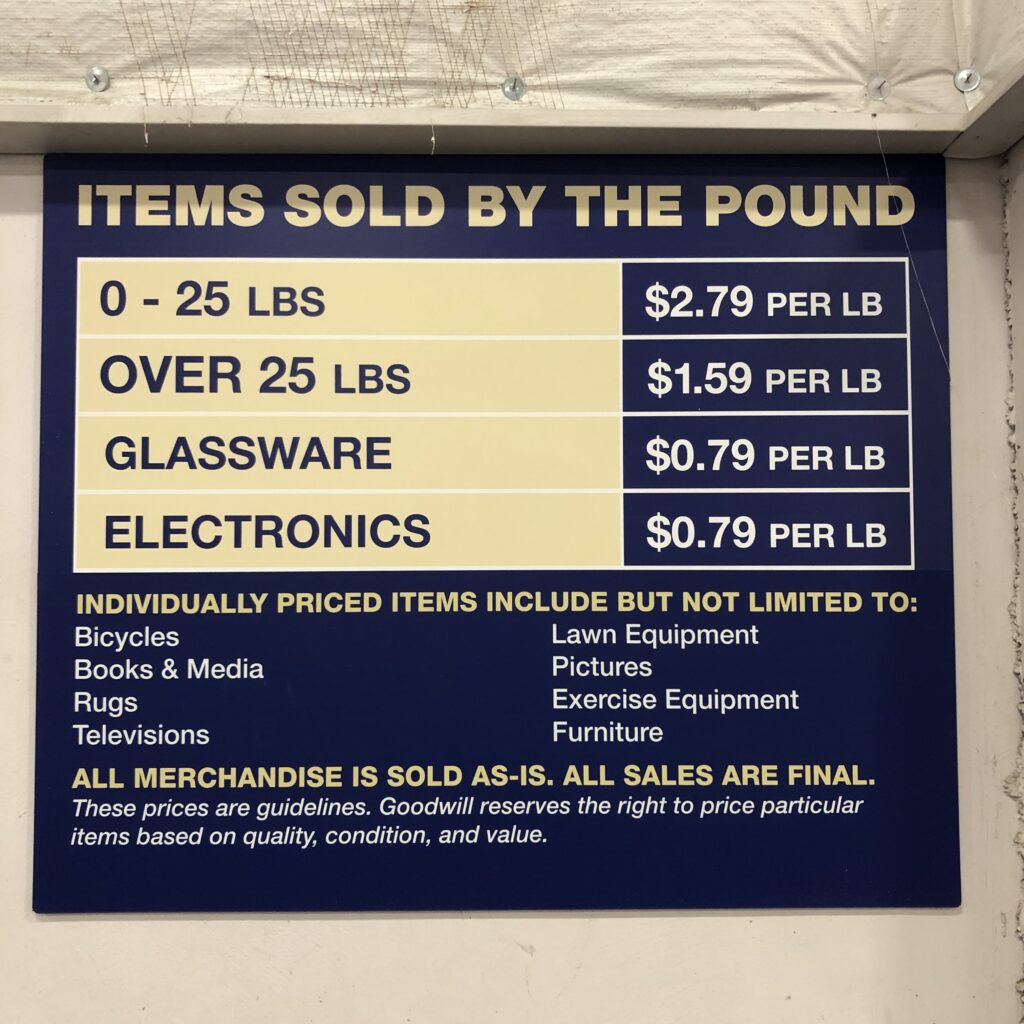 ITEMS SOLD BY THE POUND
0 - 25 LBS $2.79 PER LB
OVER 25 LBS $1.59 PER LB
GLASSWARE $0.79 PER LB
ELECTRONICS $0.79 PER LB
INDIVIDUALLY PRICED ITEMS INCLUDE BUT NOT LIMITED TO:
Bicycles
Books & Media
Rugs
Televisions
Lawn Equipment
Pictures
Exercise Equipment
Furniture
ALL MERCHANDISE IS SOLD AS-IS. ALL SALES ARE FINAL.
These prices are guidelines. Goodwill reserves the right to price particular
items based on quality, condition, and value.